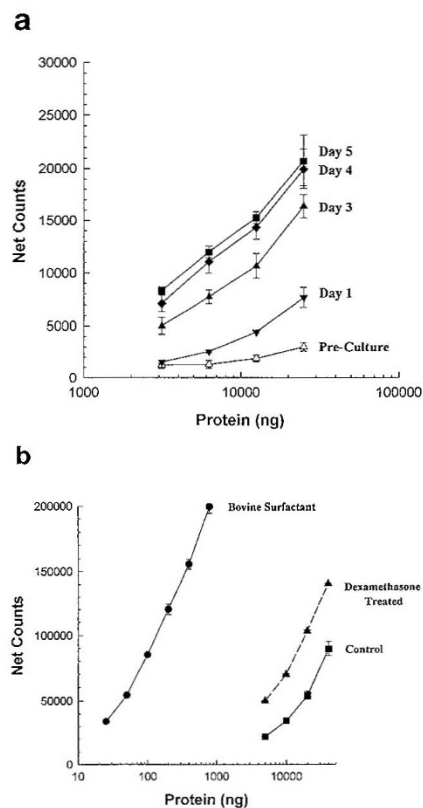 a
30000
25000
20000
15000
10000
5000
0
Net Counts
Day 5
Day 4
Day 3
Day 1
Pre-Culture
1000
10000
100000
Protein (ng)
b
200000
150000
100000
50000
0
Net Counts
Bovine Surfactant
Dexamethasone
Treated
Control
10
100
1000
10000
Protein (ng)